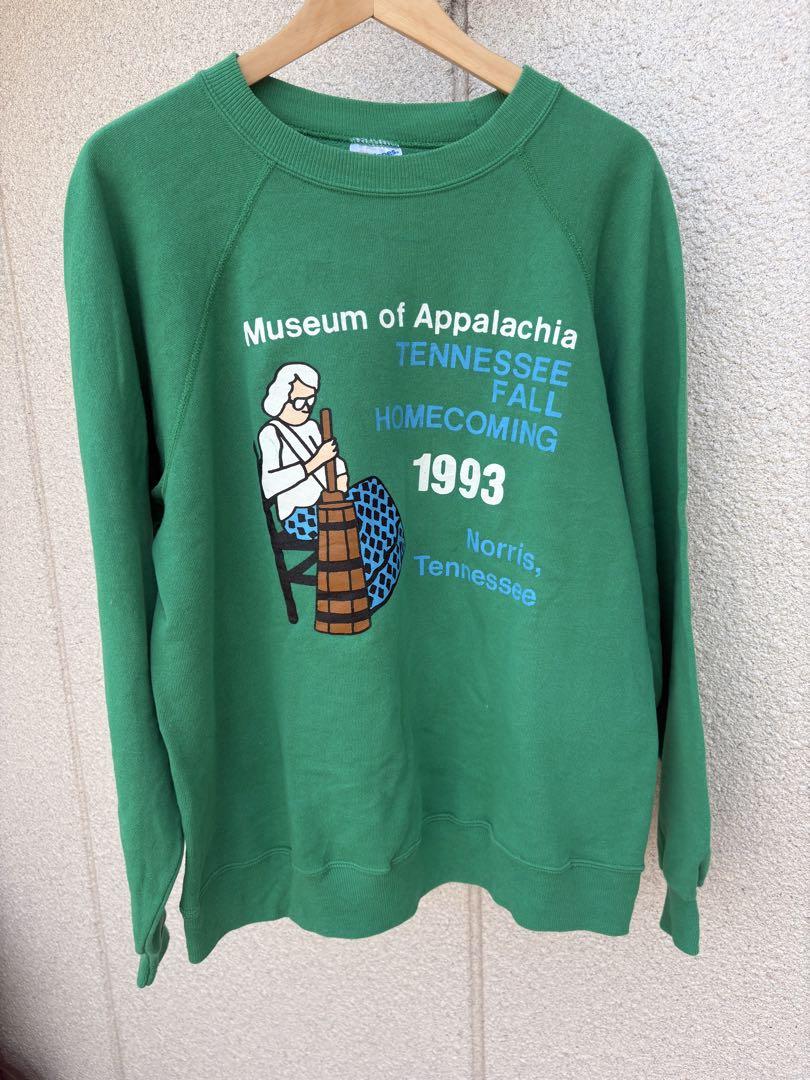 Museum of Appalachia
TENNESSEE
FALL
HOMECOMING
1993
Norris,
Tennessee